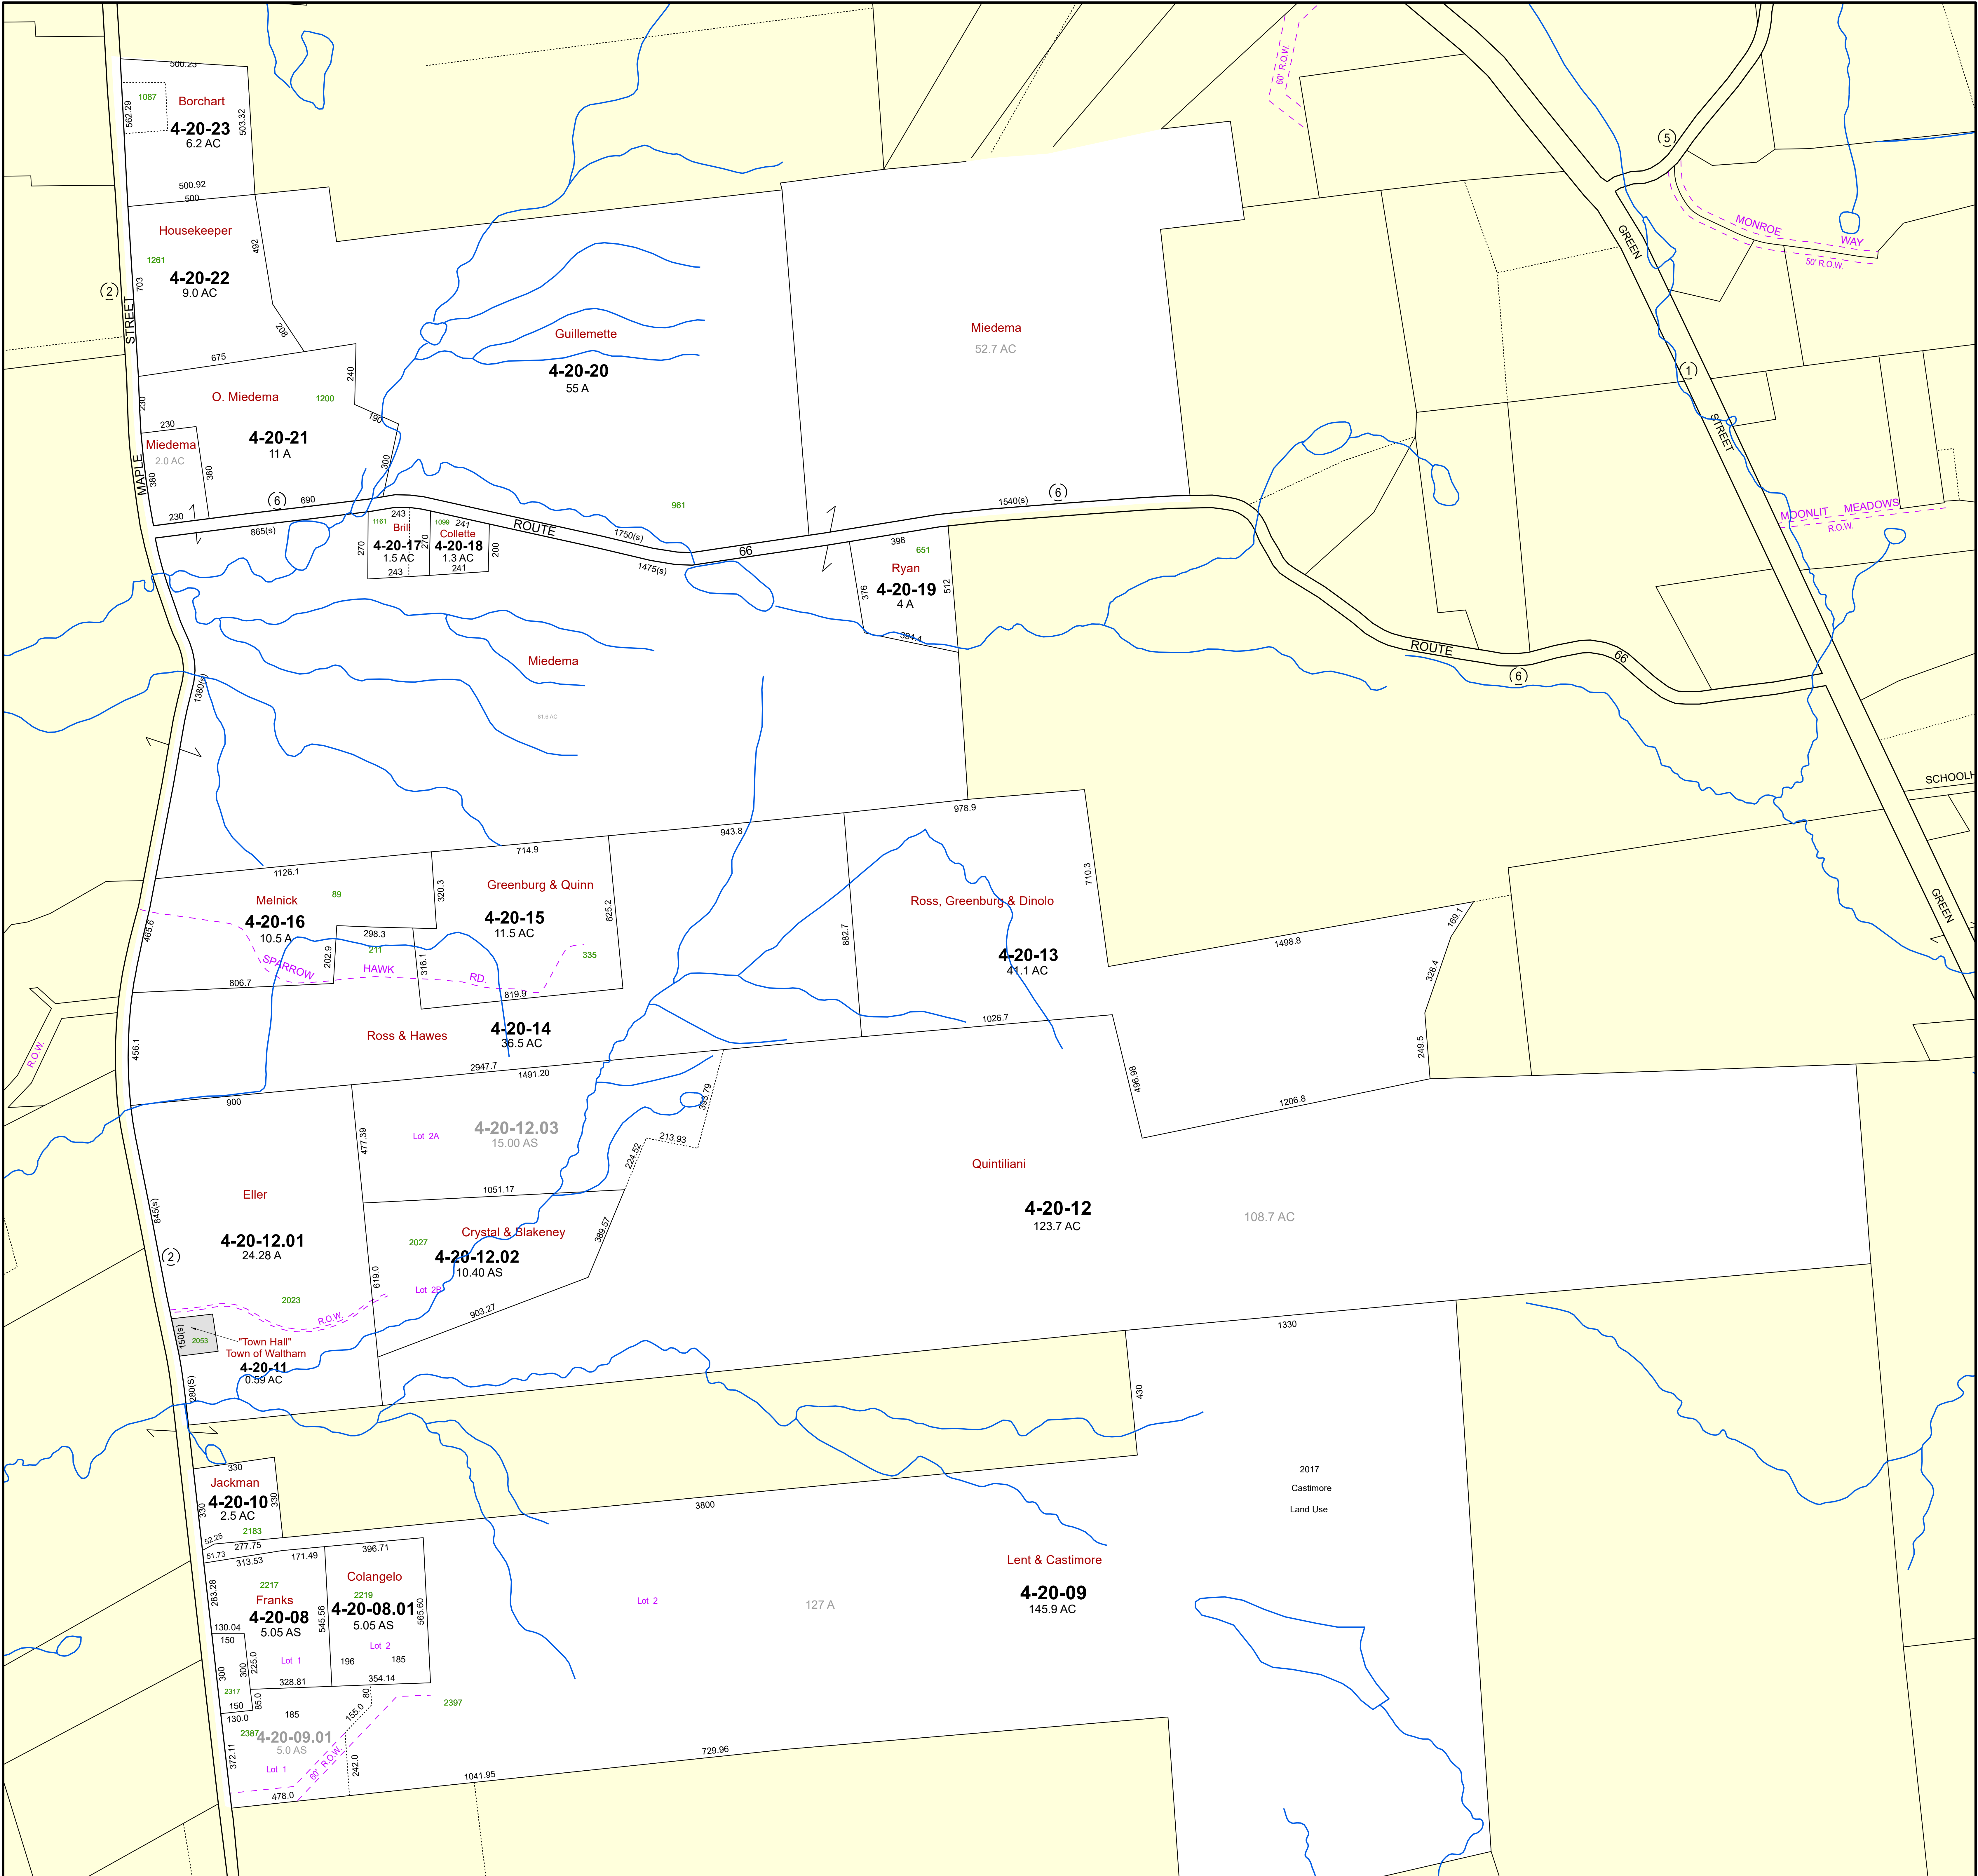 500.23
1087
Borchart
562.29
503.32
4-20-23
6.2 AC
500.92
500
60' R.O.W.
5
MONROE WAY
50' R.O.W.
GREEN
Housekeeper
492
1261
4-20-22
9.0 AC
2
703
STREET
208
675
Guillemette
4-20-20
55 A
Miedema
52.7 AC
1
STREET
240
O. Miedema
1200
230
190
230
Miedema
2.0 AC
4-20-21
11 A
380
380
300
MAPLE
230
6
690
865(s)
961
1540(s)
6
MOONLIT MEADOWS
R.O.W.
1161
243
1099
241
Brill
Collette
4-20-17
4-20-18
1.5 AC
1.3 AC
270
270
200
243
241
ROUTE
1750(s)
66
1475(s)
398
651
Ryan
4-20-19
4 A
376
512
394.4
ROUTE
66
6
Miedema
1380(s)
81.6 AC
SCHOOLH
978.9
943.8
714.9
1126.1
Melnick
89
4-20-16
10.5 A
465.6
320.3
Greenburg & Quinn
4-20-15
11.5 AC
625.2
882.7
Ross, Greenburg & Dinolo
710.3
4-20-13
41.1 AC
1498.8
169.1
328.4
GREEN
298.3
211
202.9
316.1
335
SPARROW HAWK RD.
806.7
819.9
1026.7
249.5
R.O.W.
456.1
Ross & Hawes
4-20-14
36.5 AC
2947.7
1491.20
900
496.98
1206.8
477.39
Lot 2A
4-20-12.03
15.00 AS
393.79
213.93
224.52
1051.17
Quintiliani
4-20-12
123.7 AC
108.7 AC
Eller
845(s)
4-20-12.01
24.28 A
2
Crystal & Blakeney
2027
4-20-12.02
10.40 AS
389.57
619.0
Lot 2B
903.27
2023
R.O.W.
150(s)
2053
"Town Hall"
Town of Waltham
4-20-11
0.59 AC
280(S)
1330
430
330
Jackman
4-20-10
2.5 AC
330
330
2183
52.25
277.75
51.73
313.53
171.49
396.71
3800
2017
Castimore
Land Use
Colangelo
2217
2219
Franks
4-20-08
4-20-08.01
5.05 AS
5.05 AS
283.28
545.56
565.60
Lot 2
127 A
Lent & Castimore
4-20-09
145.9 AC
130.04
150
Lot 1
Lot 2
196
185
300
300
225.0
328.81
354.14
2317
150
85.0
80
130.0
185
155.0
2397
2387
4-20-09.01
5.0 AS
372.11
Lot 1
60' R.O.W
242.0
478.0
1041.95
729.96